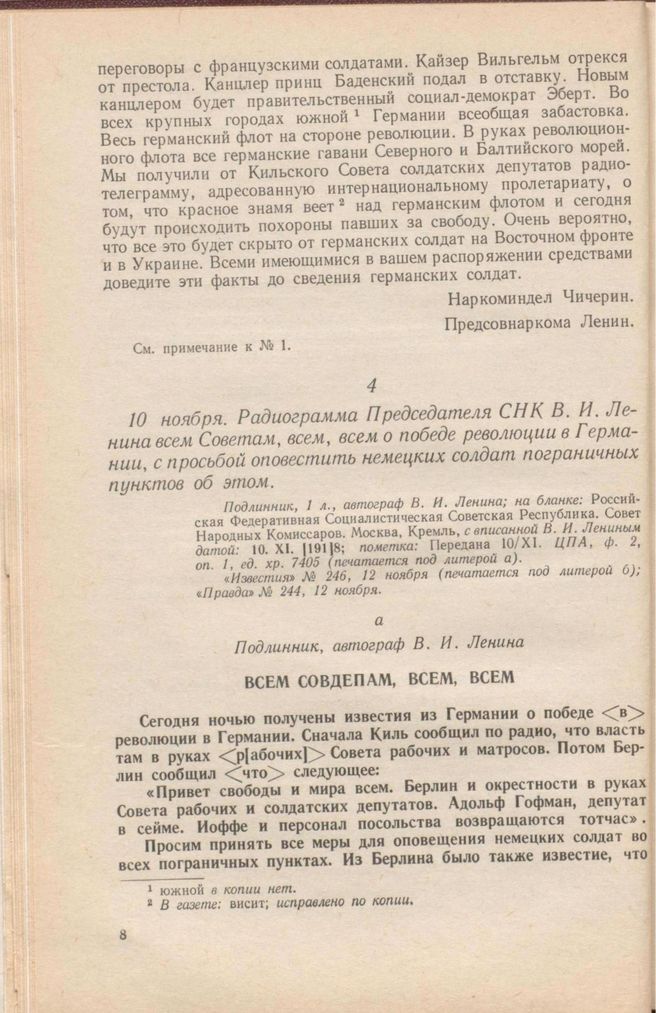 переговоры с французскими солдатами. Кайзер Вильгельм отрекся
от престола. Канцлер принц Баденский подал в отставку. Новым
канцлером будет правительственный социал-демократ Эберт. Во
всех крупных городах южной ¹ Германии всеобщая забастовка.
Весь германский флот на стороне революции. В руках революцион-
ного флота все германские гавани Северного и Балтийского морей.
Мы получили от Кильского Совета солдатских депутатов радио-
телеграмму, адресованную интернациональному пролетариату, о
том, что красное знамя веет ² над германским флотом и сегодня
будут происходить похороны павших за свободу. Очень вероятно,
что все это будет скрыто от германских солдат на Восточном фронте
и в Украине. Всеми имеющимися в вашем распоряжении средствами
доведите эти факты до сведения германских солдат.
Наркоминдел Чичерин.
Предсовнаркома Ленин.
См. примечание к № 1.
4
10 ноября. Радиограмма Председателя СНК В. И. Ле-
нина всем Советам, всем, всем о победе революции в Герма-
нии, с просьбой оповестить немецких солдат пограничных
пунктов об этом.
Подлинник, 1 л., автограф В. И. Ленина; на бланке: Россий-
ская Федеративная Социалистическая Советская Республика. Совет
Народных Комиссаров. Москва, Кремль, с вписанной В. И. Лениным
датой: 10. XI. [191]8; пометка: Передана 10/XI. ЦПА, ф. 2,
оп. 1, ед. хр. 7405 (печатается под литерой а).
«Известия» № 246, 12 ноября (печатается под литерой б);
«Правда» № 244, 12 ноября.
а
Подлинник, автограф В. И. Ленина
ВСЕМ СОВДЕПАМ, ВСЕМ, ВСЕМ
Сегодня ночью получены известия из Германии о победе <в>
революции в Германии. Сначала Киль сообщил по радио, что власть
там в руках <р[абочих]> Совета рабочих и матросов. Потом Бер-
лин сообщил <что> следующее:
«Привет свободы и мира всем. Берлин и окрестности в руках
Совета рабочих и солдатских депутатов. Адольф Гофман, депутат
в сейме. Иоффе и персонал посольства возвращаются тотчас».
Просим принять все меры для оповещения немецких солдат во
всех пограничных пунктах. Из Берлина было также известие, что
¹ южной в копии нет.
² В газете: висит; исправлено по копии.
8